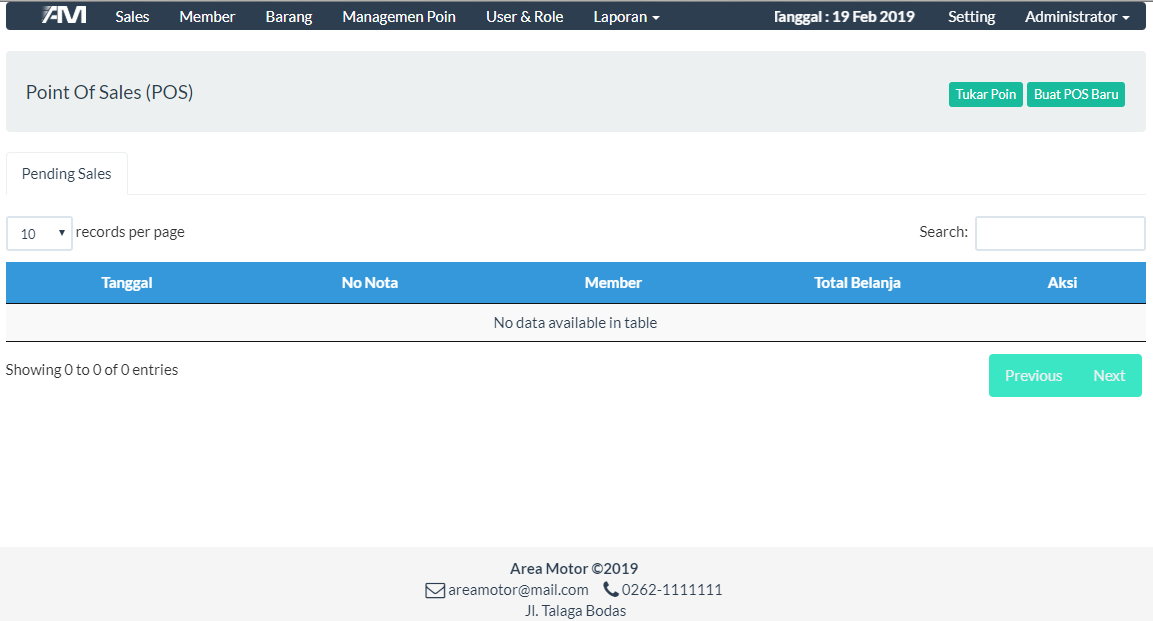 AM Sales Member Barang Managemen Poin User & Role Laporan Tanggal : 19 Feb 2019 Setting Administrator
Point Of Sales (POS) Tukar Poin Buat POS Baru
Pending Sales
10 records per page Search:
Tanggal No Nota Member Total Belanja Aksi
No data available in table
Showing 0 to 0 of 0 entries Previous Next
Area Motor ©2019
areamotor@mail.com 0262-1111111
Jl. Talaga Bodas